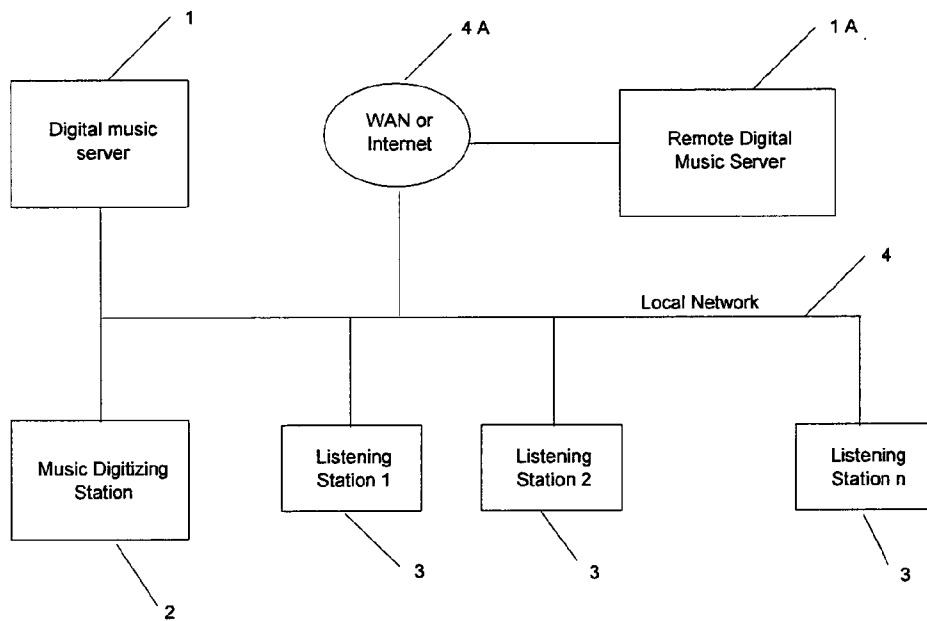 1
4 A
1 A
Digital music
server
WAN or
Internet
Remote Digital
Music Server
4
Local Network
Music Digitizing
Station
Listening
Station 1
Listening
Station 2
Listening
Station n
3
3
3
2